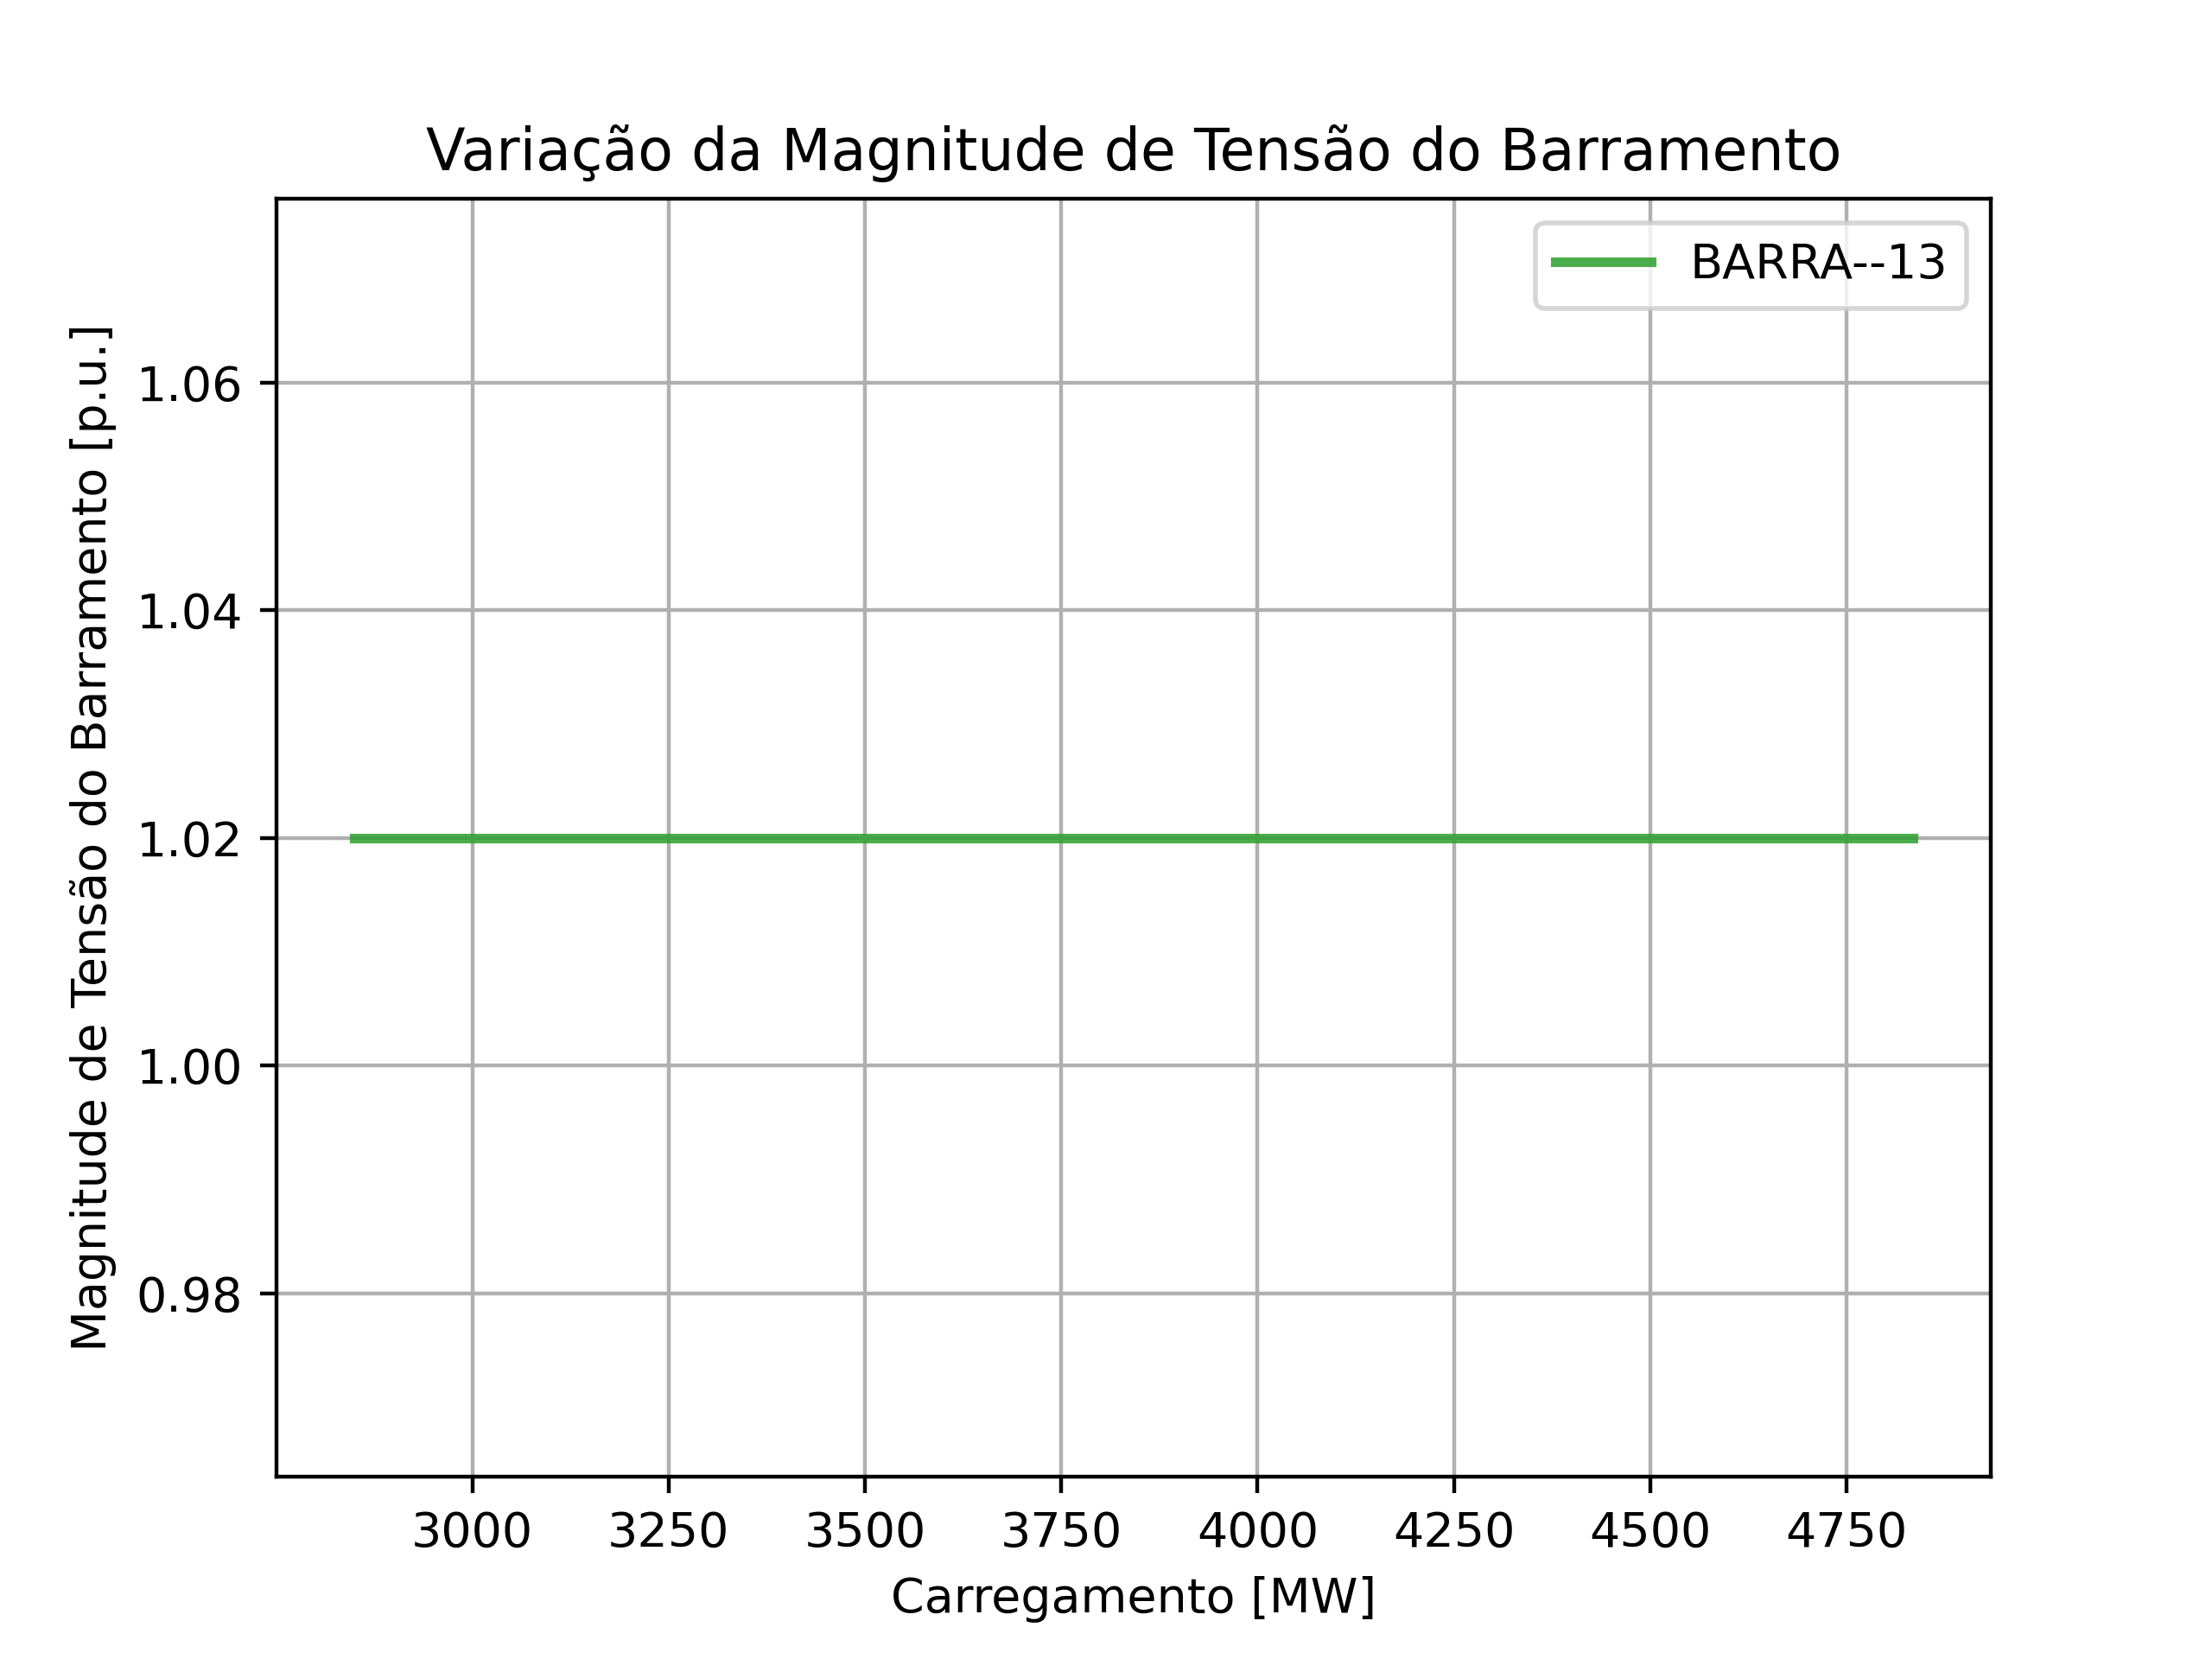 Variação da Magnitude de Tensão do Barramento
BARRA--13
Magnitude de Tensão do Barramento [p.u.]
1.06
1.04
1.02
1.00
0.98
3000 3250 3500 3750 4000 4250 4500 4750
Carregamento [MW]